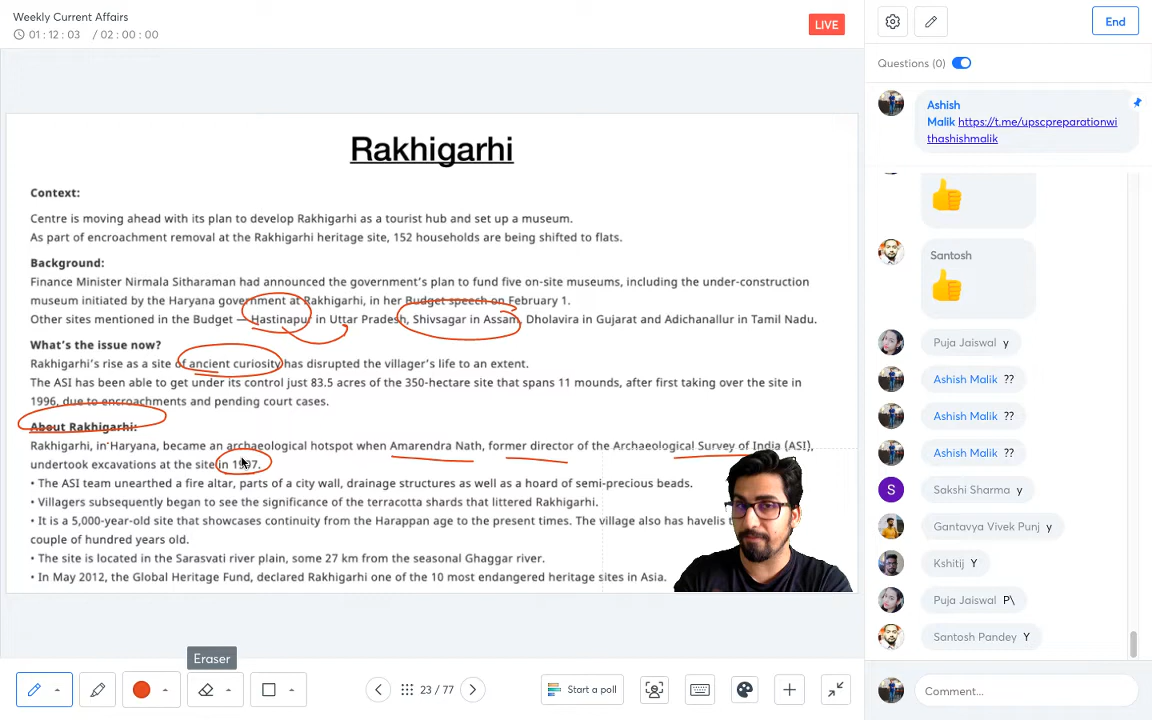 Weekly Current Affairs
01 : 12 : 03 / 02 : 00 : 00
LIVE
End
Questions (0)
Ashish
Malik https://t.me/upscpreparationwi
thashishmalik
Rakhigarhi
Context:
Centre is moving ahead with its plan to develop Rakhigarhi as a tourist hub and set up a museum.
As part of encroachment removal at the Rakhigarhi heritage site, 152 households are being shifted to flats.
Background:
Finance Minister Nirmala Sitharaman had announced the government's plan to fund five on-site museums, including the under-construction
museum initiated by the Haryana government at Rakhigarhi, in her Budget speech on February 1.
Other sites mentioned in the Budget — Hastinapur in Uttar Pradesh, Shivsagar in Assam, Dholavira in Gujarat and Adichanallur in Tamil Nadu.
What's the issue now?
Rakhigarhi's rise as a site of ancient curiosity has disrupted the villager's life to an extent.
The ASI has been able to get under its control just 83.5 acres of the 350-hectare site that spans 11 mounds, after first taking over the site in
1996, due to encroachments and pending court cases.
About Rakhigarhi:
Rakhigarhi, in Haryana, became an archaeological hotspot when Amarendra Nath, former director of the Archaeological Survey of India (ASI),
undertook excavations at the site in 1997.
• The ASI team unearthed a fire altar, parts of a city wall, drainage structures as well as a hoard of semi-precious beads.
• Villagers subsequently began to see the significance of the terracotta shards that littered Rakhigarhi.
• It is a 5,000-year-old site that showcases continuity from the Harappan age to the present times. The village also has havelis
couple of hundred years old.
• The site is located in the Sarasvati river plain, some 27 km from the seasonal Ghaggar river.
• In May 2012, the Global Heritage Fund, declared Rakhigarhi one of the 10 most endangered heritage sites in Asia.
Santosh
Puja Jaiswal y
Ashish Malik ??
Ashish Malik ??
Ashish Malik ??
S Sakshi Sharma y
Gantavya Vivek Punj y
Kshitij Y
Puja Jaiswal P\
Santosh Pandey Y
Eraser
23 / 77
Start a poll
Comment...